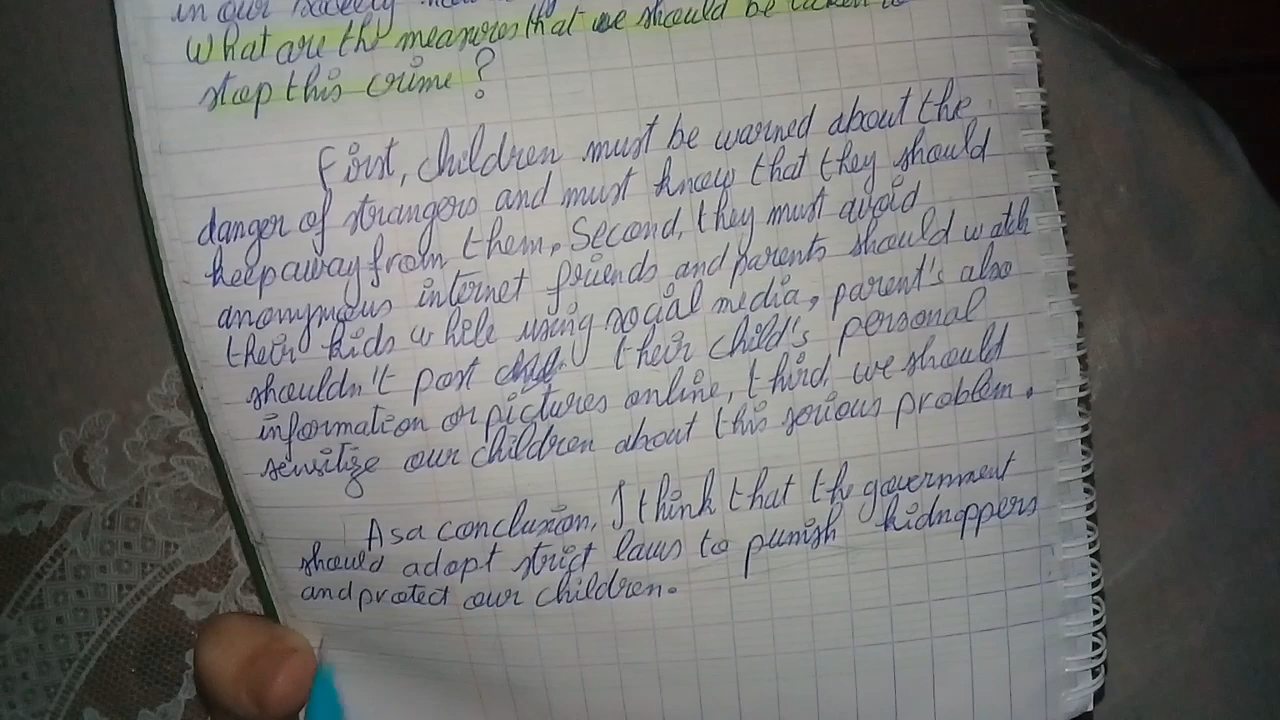 in our society
What are the measures that we should be taken to
stop this crime ?
First, children must be warned about the
danger of strangers and must know that they should
keep away from them. Second, they must avoid
anonymous internet friends and parents should watch
their kids while using social media, parent's also
shouldn't post their child's personal
information or pictures online, third, we should
sensitize our children about this serious problem.
As a conclusion, I think that the government
should adopt strict laws to punish kidnappers
and protect our children.